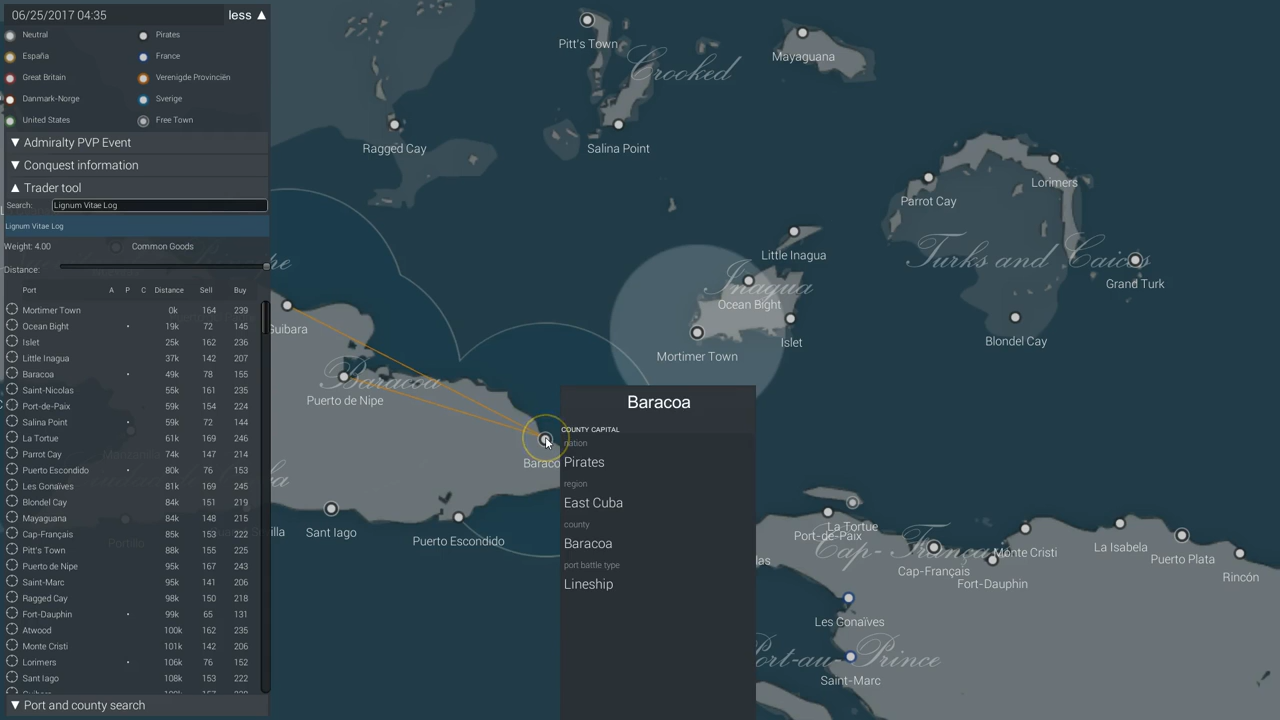 06/25/2017 04:35
less ▲
Neutral
Pirates
España
France
Great Britain
Verenigde Provinciën
Danmark-Norge
Sverige
United States
Free Town
▼ Admiralty PVP Event
▼ Conquest information
▲ Trader tool
Search: Lignum Vitae Log
Lignum Vitae Log
Weight: 4.00 Common Goods
Distance:
Port A P C Distance Sell Buy
Mortimer Town 0k 164 239
Ocean Bight • 19k 72 145
Islet 25k 162 236
Little Inagua 37k 142 207
Baracoa • 49k 78 155
Saint-Nicolas 55k 161 235
Port-de-Paix 59k 154 224
Salina Point • 59k 72 144
La Tortue 61k 169 246
Parrot Cay 74k 147 214
Puerto Escondido • 80k 76 153
Les Gonaïves 81k 169 245
Blondel Cay 84k 151 219
Mayaguana 84k 148 215
Cap-Français 85k 153 222
Pitt's Town 88k 155 225
Puerto de Nipe 95k 167 243
Saint-Marc 95k 141 206
Ragged Cay 98k 150 218
Fort-Dauphin • 99k 65 131
Atwood 100k 162 235
Monte Cristi 101k 142 206
Lorimers • 106k 76 152
Sant Iago 108k 153 222
▼ Port and county search
Pitt's Town
Mayaguana
Crooked
Ragged Cay
Salina Point
Lorimers
Parrot Cay
Little Inagua
Turks and Caicos
Inagua
Grand Turk
Ocean Bight
Guibara
Blondel Cay
Mortimer Town
Islet
Baracoa
Puerto de Nipe
Baraco
Sant Iago
Puerto Escondido
Baracoa
COUNTY CAPITAL
nation
Pirates
region
East Cuba
county
Baracoa
port battle type
Lineship
La Tortue
Port-de-Paix
Cap-Français
Monte Cristi
La Isabela
Puerto Plata
Cap-Français
Fort-Dauphin
Rincón
Les Gonaïves
Port-au-Prince
Saint-Marc